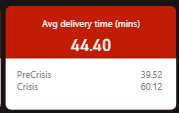 Avg delivery time (mins)
44.40
PreCrisis 39.52
Crisis 60.12